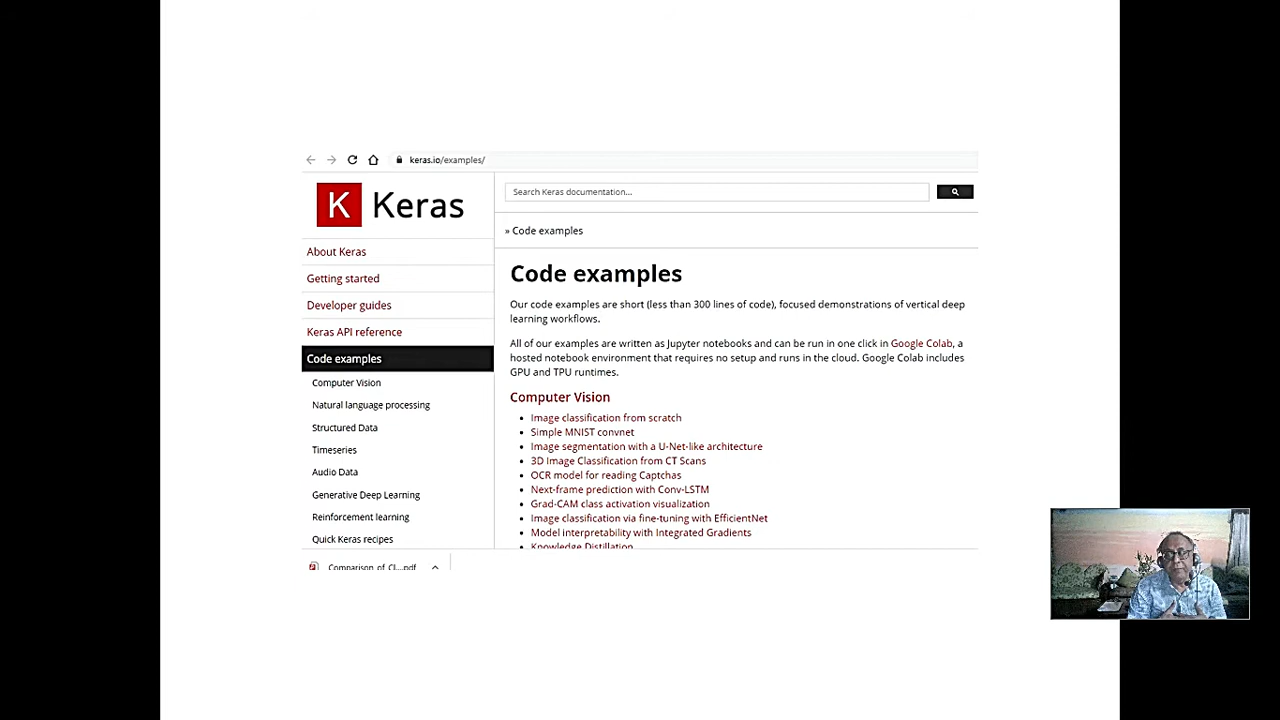 keras.io/examples/
K Keras
About Keras
Getting started
Developer guides
Keras API reference
Code examples
Computer Vision
Natural language processing
Structured Data
Timeseries
Audio Data
Generative Deep Learning
Reinforcement learning
Quick Keras recipes
Search Keras documentation...
» Code examples
Code examples
Our code examples are short (less than 300 lines of code), focused demonstrations of vertical deep
learning workflows.
All of our examples are written as Jupyter notebooks and can be run in one click in Google Colab, a
hosted notebook environment that requires no setup and runs in the cloud. Google Colab includes
GPU and TPU runtimes.
Computer Vision
Image classification from scratch
Simple MNIST convnet
Image segmentation with a U-Net-like architecture
3D Image Classification from CT Scans
OCR model for reading Captchas
Next-frame prediction with Conv-LSTM
Grad-CAM class activation visualization
Image classification via fine-tuning with EfficientNet
Model interpretability with Integrated Gradients
Knowledge Distillation
Comparison_of_Cl....pdf